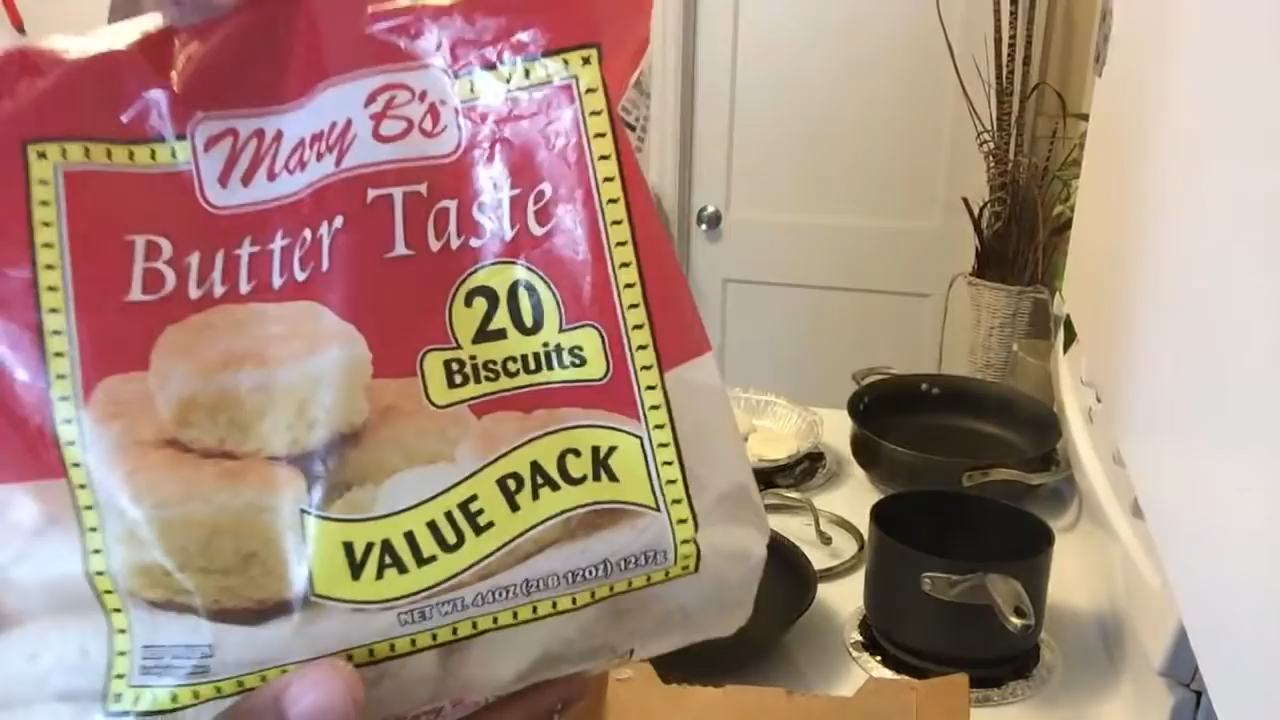 Mary B's
Butter Taste
20
Biscuits
VALUE PACK
NET WT. 44OZ (2LB 12OZ) 1247g